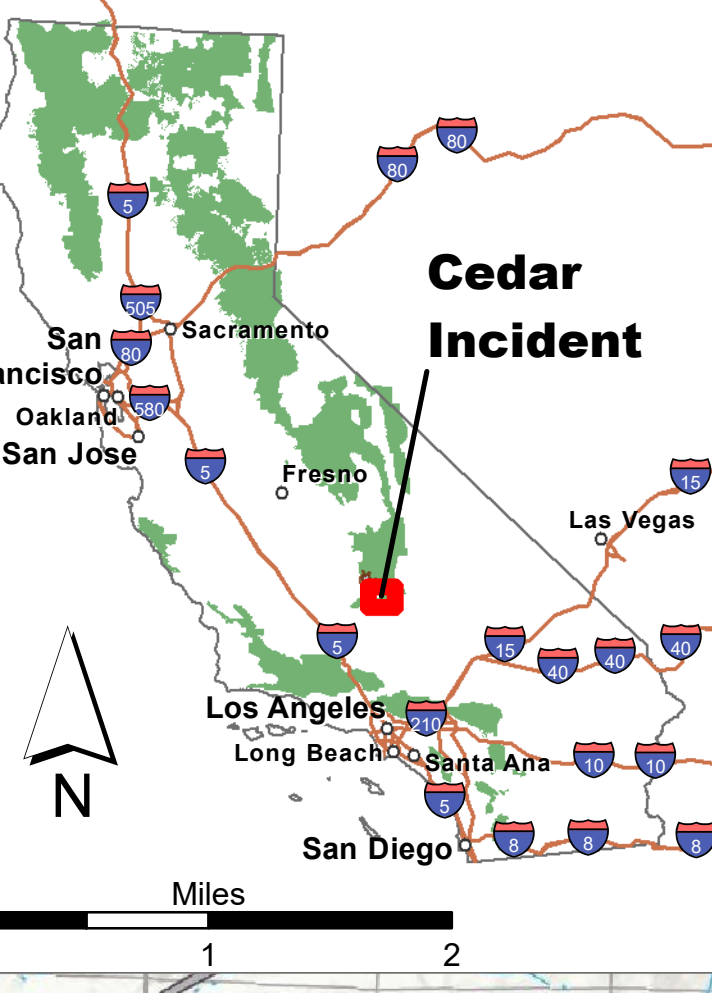 80
80
5
Cedar
Incident
505
San
Sacramento
80
ancisco
580
Oakland
San Jose
5
Fresno
15
Las Vegas
5
15
40
40
40
Los Angeles
210
Long Beach
Santa Ana
10
10
5
San Diego
8
8
8
N
Miles
1
2